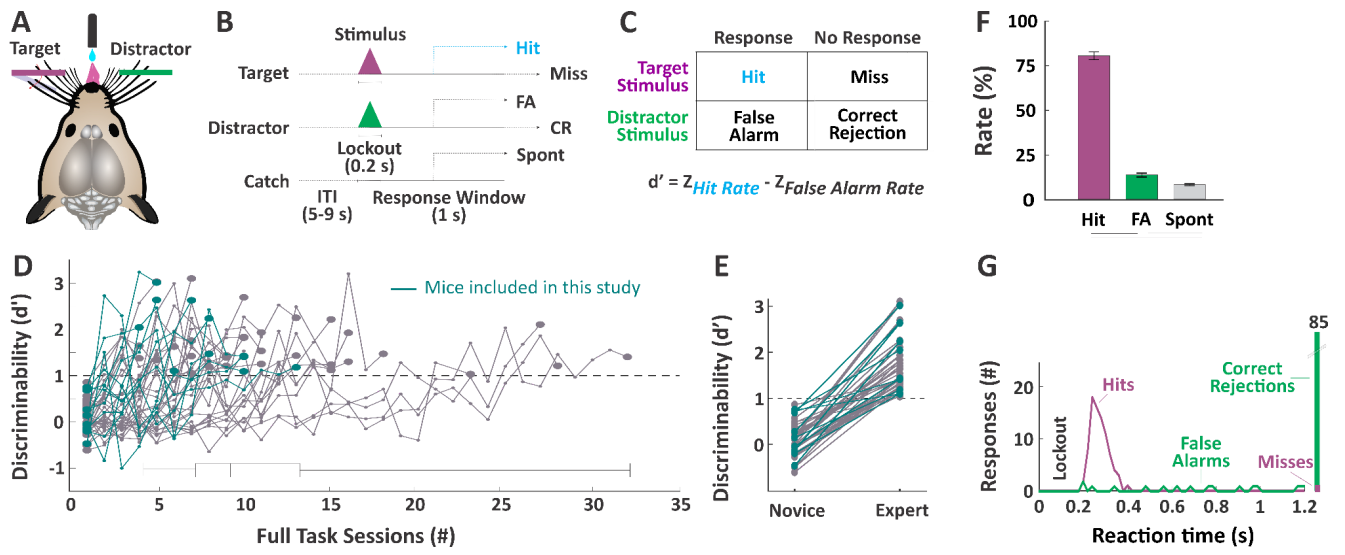 A
Target
Distractor
B
Stimulus
Target
Hit
Miss
Distractor
FA
CR
Lockout
(0.2 s)
Spont
Catch
ITI
(5-9 s)
Response Window
(1 s)
C
Response
No Response
Target
Stimulus
Hit
Miss
Distractor
Stimulus
False
Alarm
Correct
Rejection
d' = Z Hit Rate - Z False Alarm Rate
F
Rate (%)
100
75
50
25
0
Hit
FA
Spont
D
Discriminability (d')
3
2
1
0
-1
Mice included in this study
0
5
10
15
20
25
30
35
Full Task Sessions (#)
E
Discriminability (d')
3
2
1
0
Novice
Expert
G
Responses (#)
20
10
0
85
Lockout
Hits
Correct
Rejections
False
Alarms
Misses
0
0.2
0.4
0.6
0.8
1
1.2
Reaction time (s)